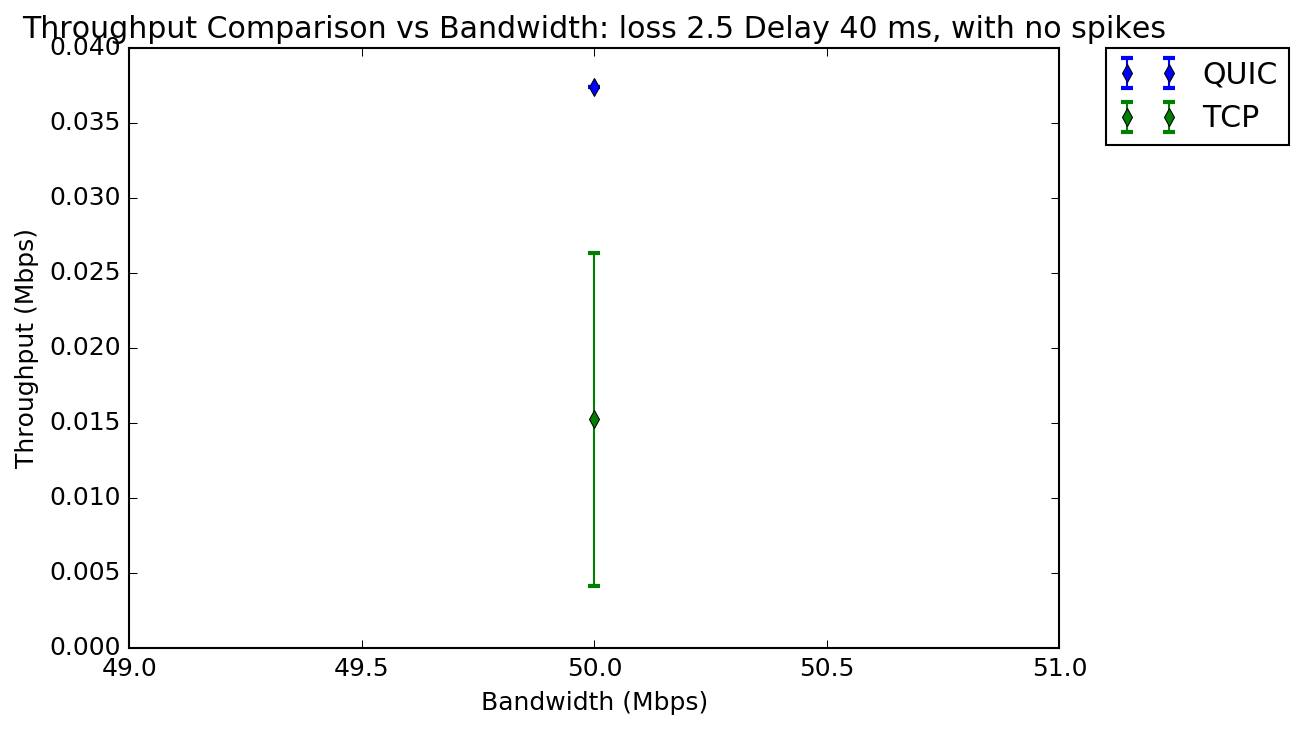 Throughput Comparison vs Bandwidth: loss 2.5 Delay 40 ms, with no spikes
QUIC
TCP
Throughput (Mbps)
0.040
0.035
0.030
0.025
0.020
0.015
0.010
0.005
0.000
49.0 49.5 50.0 50.5 51.0
Bandwidth (Mbps)